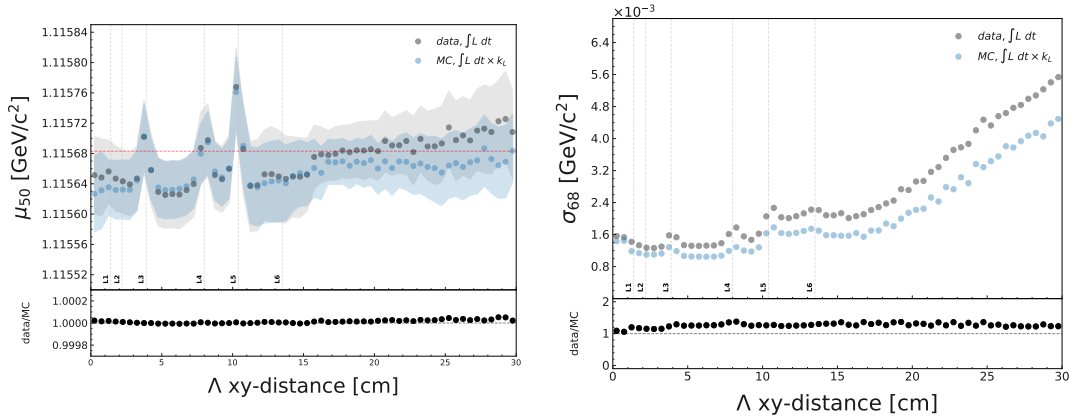 1.11584
1.11580
1.11576
1.11572
1.11568
1.11564
1.11560
1.11556
1.11552
μ50 [GeV/c²]
data, ∫L dt
MC, ∫L dt × kL
L1
L2
L3
L4
L5
L6
1.0002
1.0000
0.9998
data/MC
0
5
10
15
20
25
30
Λ xy-distance [cm]
×10⁻³
6.4
5.6
4.8
4.0
3.2
2.4
1.6
0.8
σ68 [GeV/c²]
data, ∫L dt
MC, ∫L dt × kL
L1
L2
L3
L4
L5
L6
2
1
0
data/MC
0
5
10
15
20
25
30
Λ xy-distance [cm]